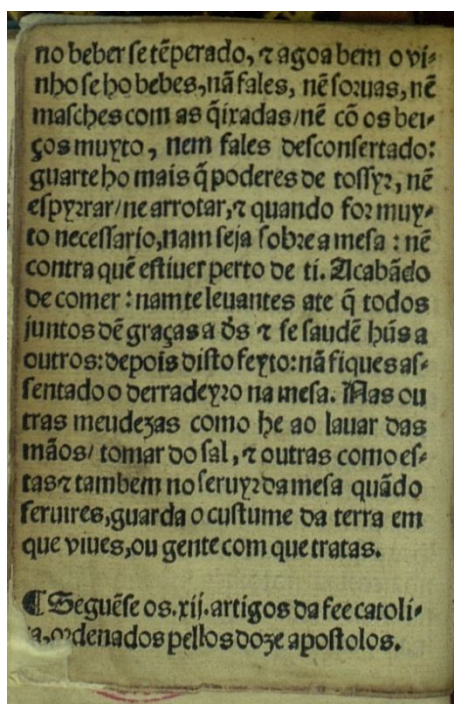 no beber se tẽperado, ⁊ agoa bem o vi⸗
nho se ho bebes, nã fales, nẽ soruas, nẽ
masches com as q̃ixadas/nẽ cõ os bei⸗
ços muyto, nem fales desconsertado:
guarte ho mais q̃ poderes de tossyr, nẽ
espyrrar/ne arrotar, ⁊ quando for muy⸗
to necessario, nam seja sobre a mesa : nẽ
contra quẽ estiuer perto de ti. Acabãdo
de comer : nam te leuantes ate q̃ todos
juntos dẽ graças a d̃s ⁊ se saudẽ hũs a
outros: depois disto feyto: nã fiques as⸗
sentado o derradeyro na mesa. Nas ou
tras meudezas como he ao lauar das
mãos/ tomar do sal, ⁊ outras como es⸗
tas ⁊ tambem no seruyr da mesa quãdo
seruires, guarda o custume da terra em
que viues, ou gente com que tratas.
¶ Seguẽse os .xij. artigos da fee catoli⸗
ca, ordenados pellos doze apostolos.